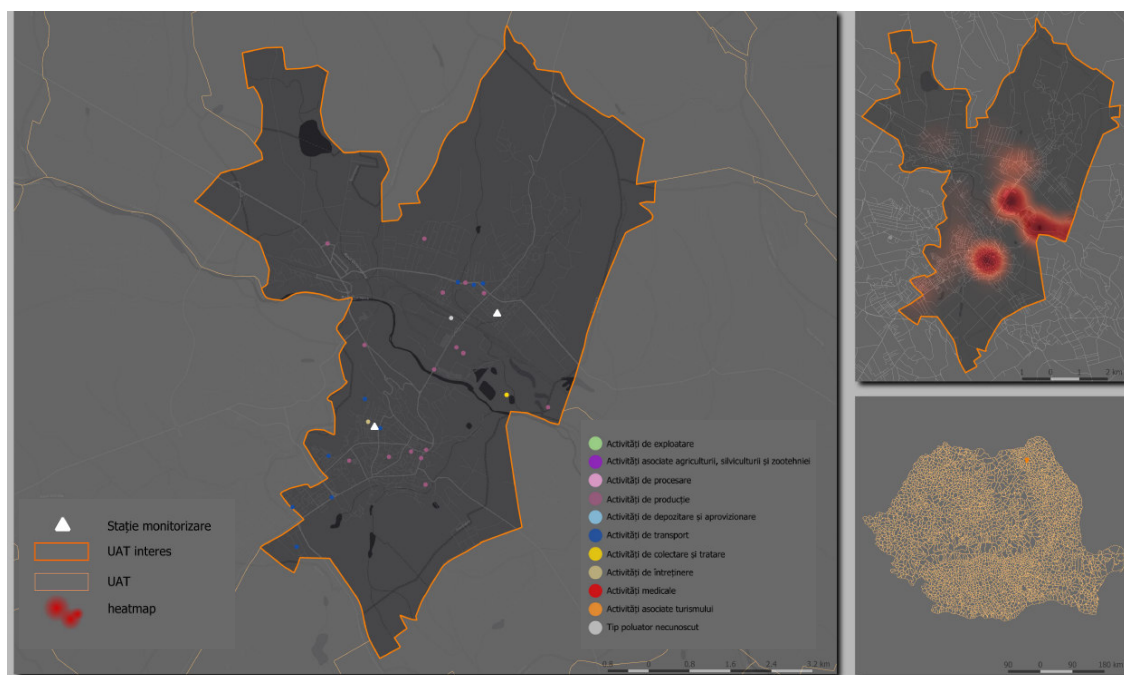 Stație monitorizare
UAT interes
UAT
heatmap
Activități de exploatare
Activități asociate agriculturii, silviculturii și zootehniei
Activități de procesare
Activități de producție
Activități de depozitare și aprovizionare
Activități de transport
Activități de colectare și tratare
Activități de întreținere
Activități medicale
Activități asociate turismului
Tip poluator necunoscut
0.8 0 0.8 1.6 2.4 3.2 km
1 0 1 2 km
90 0 90 180 km